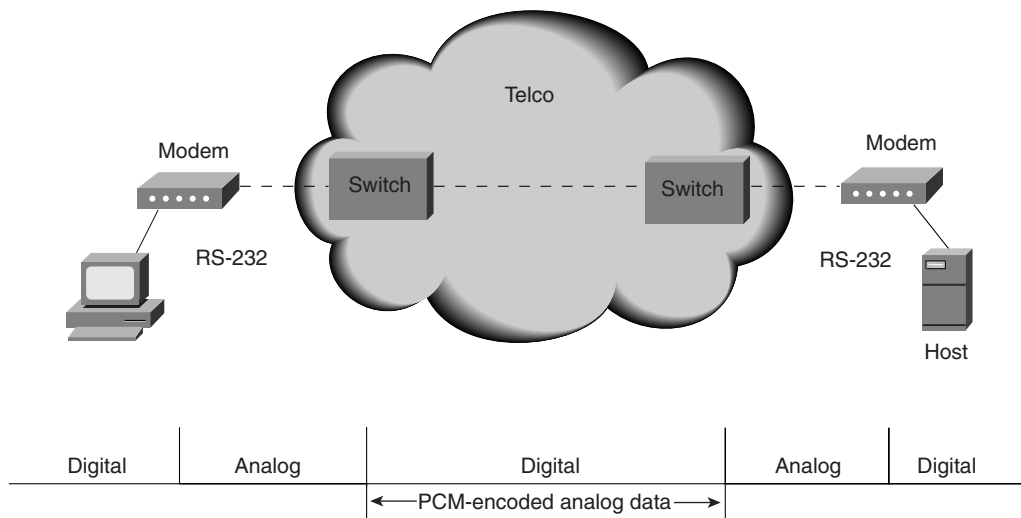 Telco
Modem
Modem
Switch
Switch
RS-232
RS-232
Host
Digital
Analog
Digital
Analog
Digital
PCM-encoded analog data